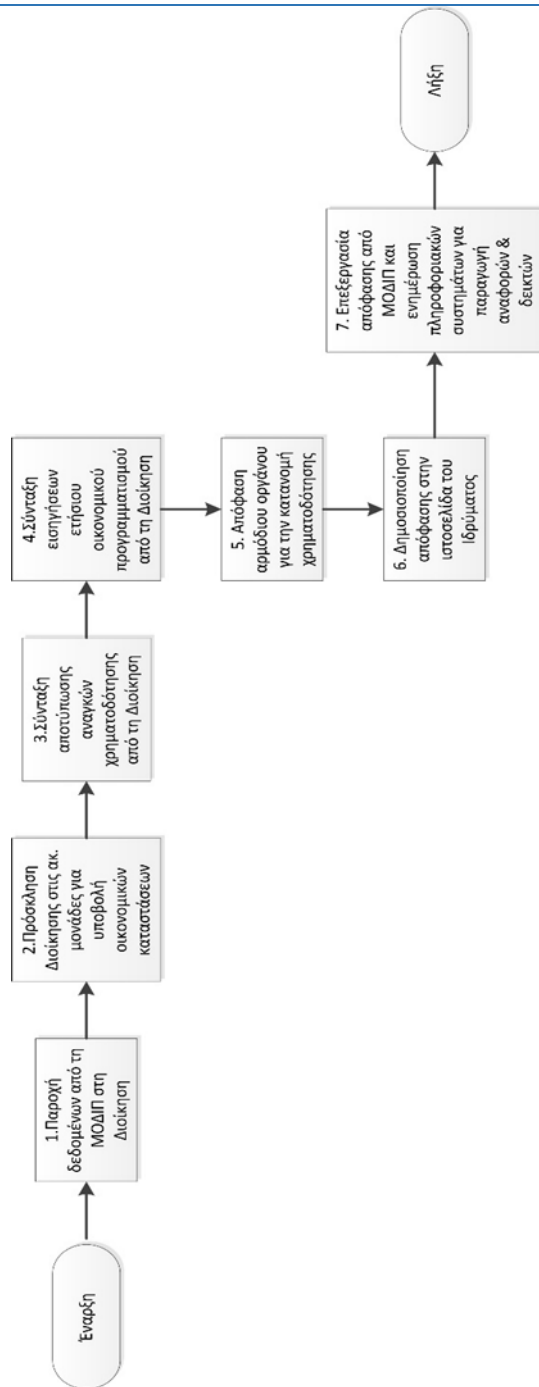 Έναρξη
1.Παροχή
δεδομένων από τη
ΜΟΔΙΠ στη
Διοίκηση
2.Πρόσκληση
Διοίκησης στις ακ.
μονάδες για
υποβολή
οικονομικών
καταστάσεων
3.Σύνταξη
αποτύπωσης
αναγκών
χρηματοδότησης
από τη Διοίκηση
4.Σύνταξη
εισηγήσεων
ετήσιου
οικονομικού
προγραμματισμού
από τη Διοίκηση
5. Απόφαση
αρμόδιου οργάνου
για την κατανομή
χρηματοδότησης
6. Δημοσιοποίηση
απόφασης στην
ιστοσελίδα του
Ιδρύματος
7. Επεξεργασία
απόφασης από
ΜΟΔΙΠ και
ενημέρωση
πληροφοριακών
συστημάτων για
παραγωγή
αναφορών &
δεικτών
Λήξη